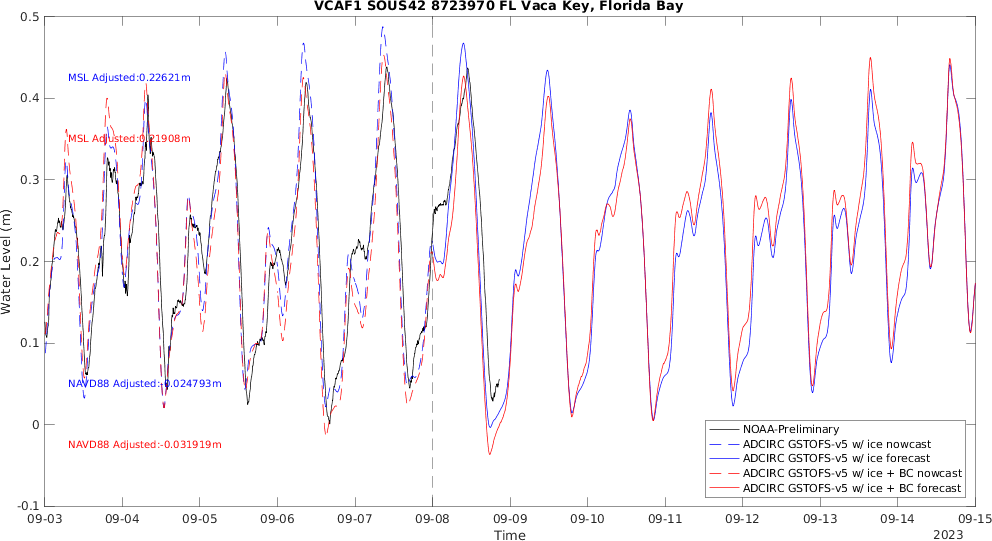 VCAF1 SOUS42 8723970 FL Vaca Key, Florida Bay
0.5
0.4
0.3
0.2
0.1
0
-0.1
Water Level (m)
MSL Adjusted:0.22621m
MSL Adjusted:0.21908m
NAVD88 Adjusted:-0.024793m
NAVD88 Adjusted:-0.031919m
NOAA-Preliminary
ADCIRC GSTOFS-v5 w/ ice nowcast
ADCIRC GSTOFS-v5 w/ ice forecast
ADCIRC GSTOFS-v5 w/ ice + BC nowcast
ADCIRC GSTOFS-v5 w/ ice + BC forecast
09-03 09-04 09-05 09-06 09-07 09-08 09-09 09-10 09-11 09-12 09-13 09-14 09-15
Time
2023